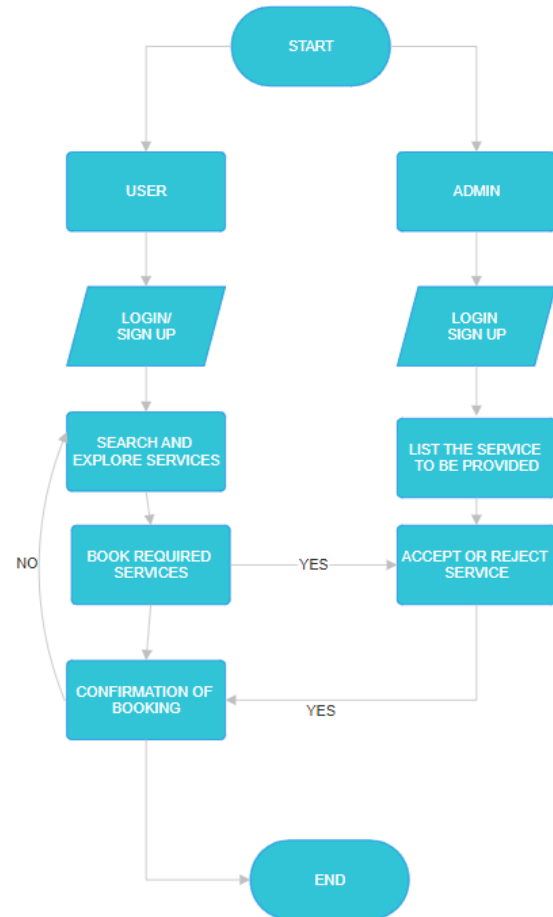 START
USER
ADMIN
LOGIN/
SIGN UP
LOGIN
SIGN UP
SEARCH AND
EXPLORE SERVICES
LIST THE SERVICE
TO BE PROVIDED
NO
BOOK REQUIRED
SERVICES
YES
ACCEPT OR REJECT
SERVICE
CONFIRMATION OF
BOOKING
YES
END